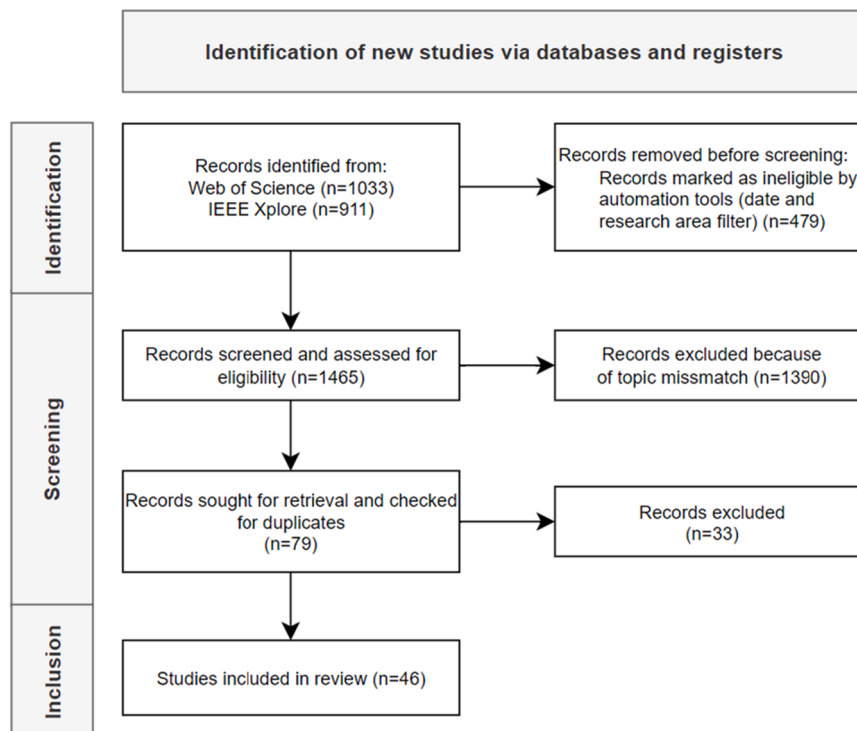 Identification of new studies via databases and registers
Identification
Records identified from:
Web of Science (n=1033)
IEEE Xplore (n=911)
Records removed before screening:
Records marked as ineligible by
automation tools (date and
research area filter) (n=479)
Screening
Records screened and assessed for
eligibility (n=1465)
Records excluded because
of topic missmatch (n=1390)
Records sought for retrieval and checked
for duplicates
(n=79)
Records excluded
(n=33)
Inclusion
Studies included in review (n=46)